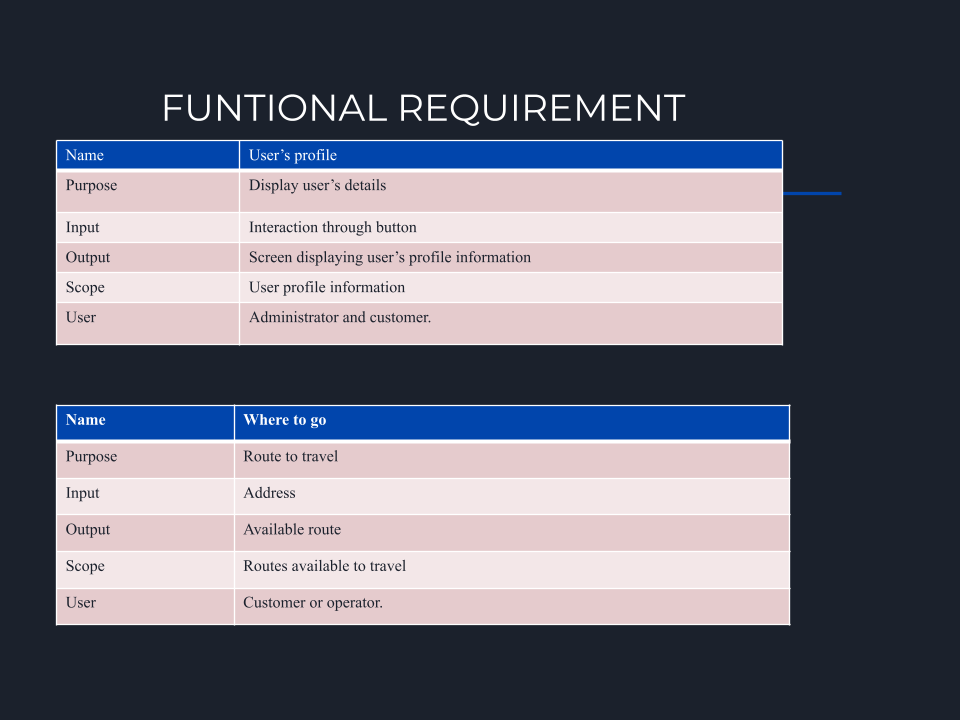 FUNTIONAL REQUIREMENT
Name User’s profile
Purpose Display user’s details
Input Interaction through button
Output Screen displaying user’s profile information
Scope User profile information
User Administrator and customer.
Name Where to go
Purpose Route to travel
Input Address
Output Available route
Scope Routes available to travel
User Customer or operator.